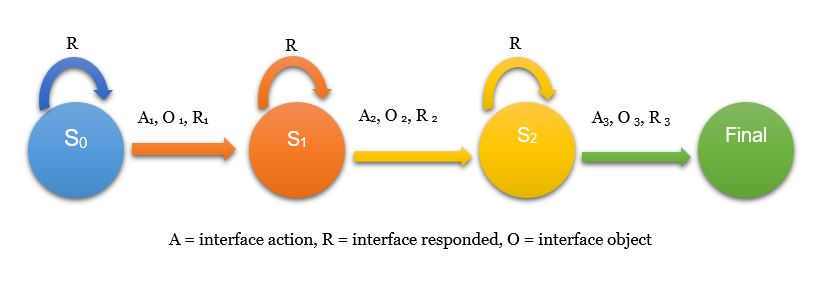 R R R
A₁, O ₁, R₁ A₂, O ₂, R ₂ A₃, O ₃, R ₃
S₀ S₁ S₂ Final
A = interface action, R = interface responded, O = interface object